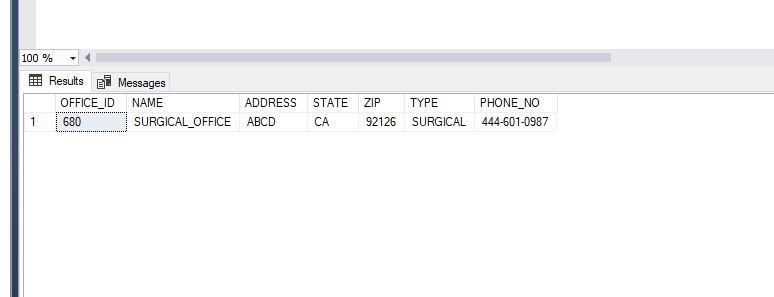 100 %
Results Messages
OFFICE_ID NAME ADDRESS STATE ZIP TYPE PHONE_NO
1 680 SURGICAL_OFFICE ABCD CA 92126 SURGICAL 444-601-0987